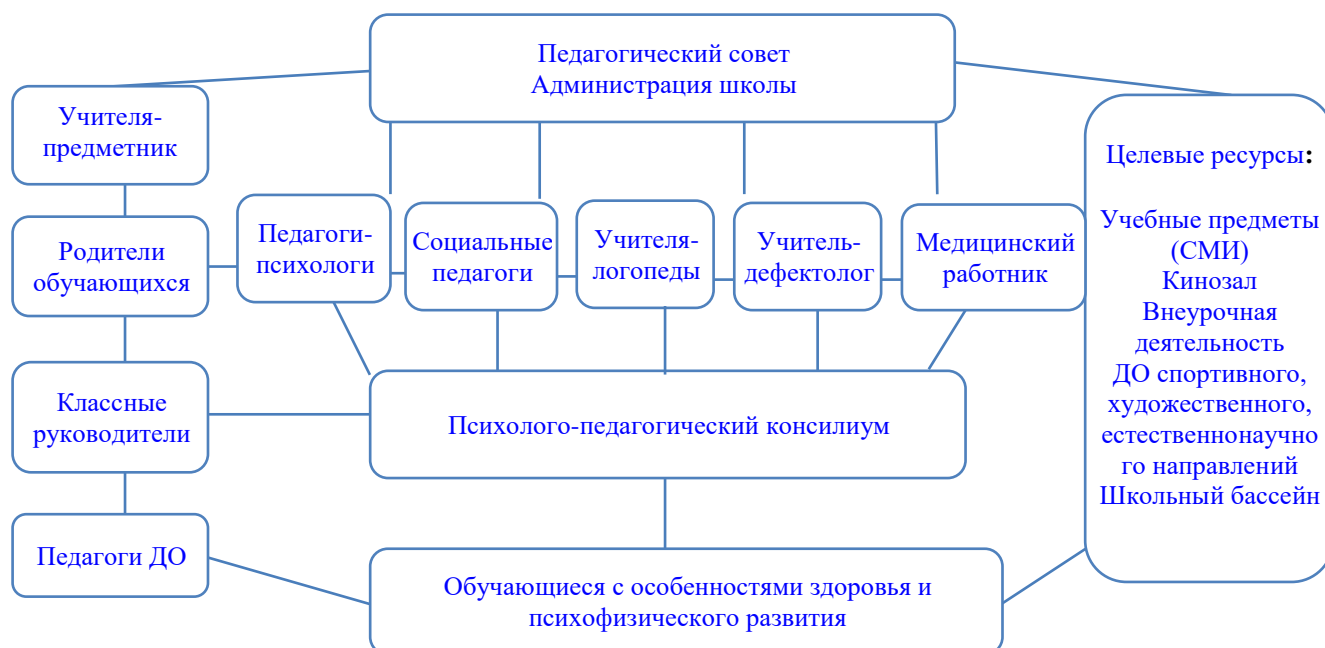 Педагогический совет
Администрация школы
Учителя-
предметник
Родители
обучающихся
Классные
руководители
Педагоги ДО
Педагоги-
психологи
Социальные
педагоги
Учителя-
логопеды
Учитель-
дефектолог
Медицинский
работник
Психолого-педагогический консилиум
Обучающиеся с особенностями здоровья и
психофизического развития
Целевые ресурсы:
Учебные предметы
(СМИ)
Кинозал
Внеурочная
деятельность
ДО спортивного,
художественного,
естественнонаучно
го направлений
Школьный бассейн